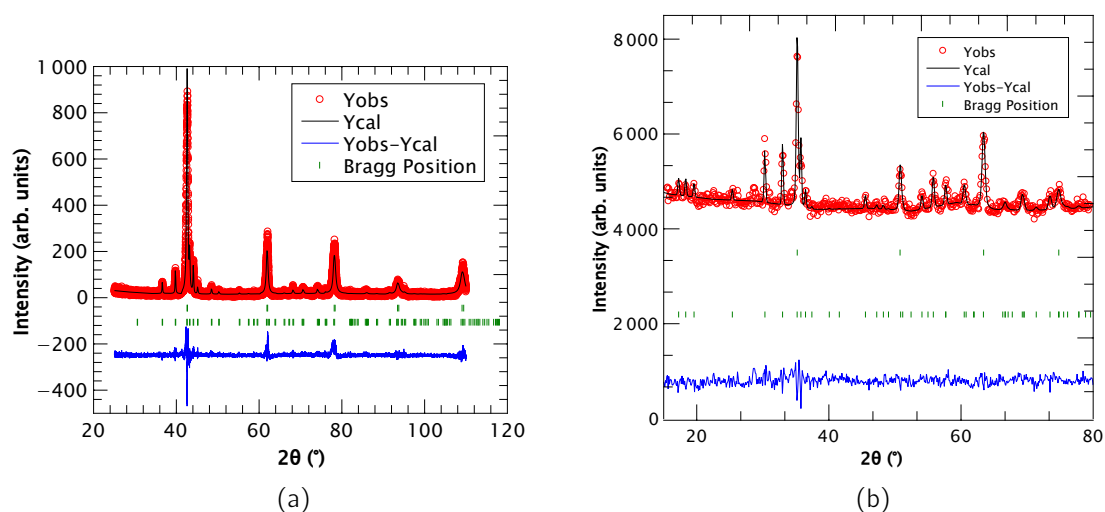 1 000
800
600
400
200
0
−200
−400
20 40 60 80 100 120
Intensity (arb. units)
2θ (°)
Yobs
Ycal
Yobs−Ycal
Bragg Position
(a)
8 000
6 000
4 000
2 000
0
20 40 60 80
Intensity (arb. units)
2θ (°)
Yobs
Ycal
Yobs−Ycal
Bragg Position
(b)